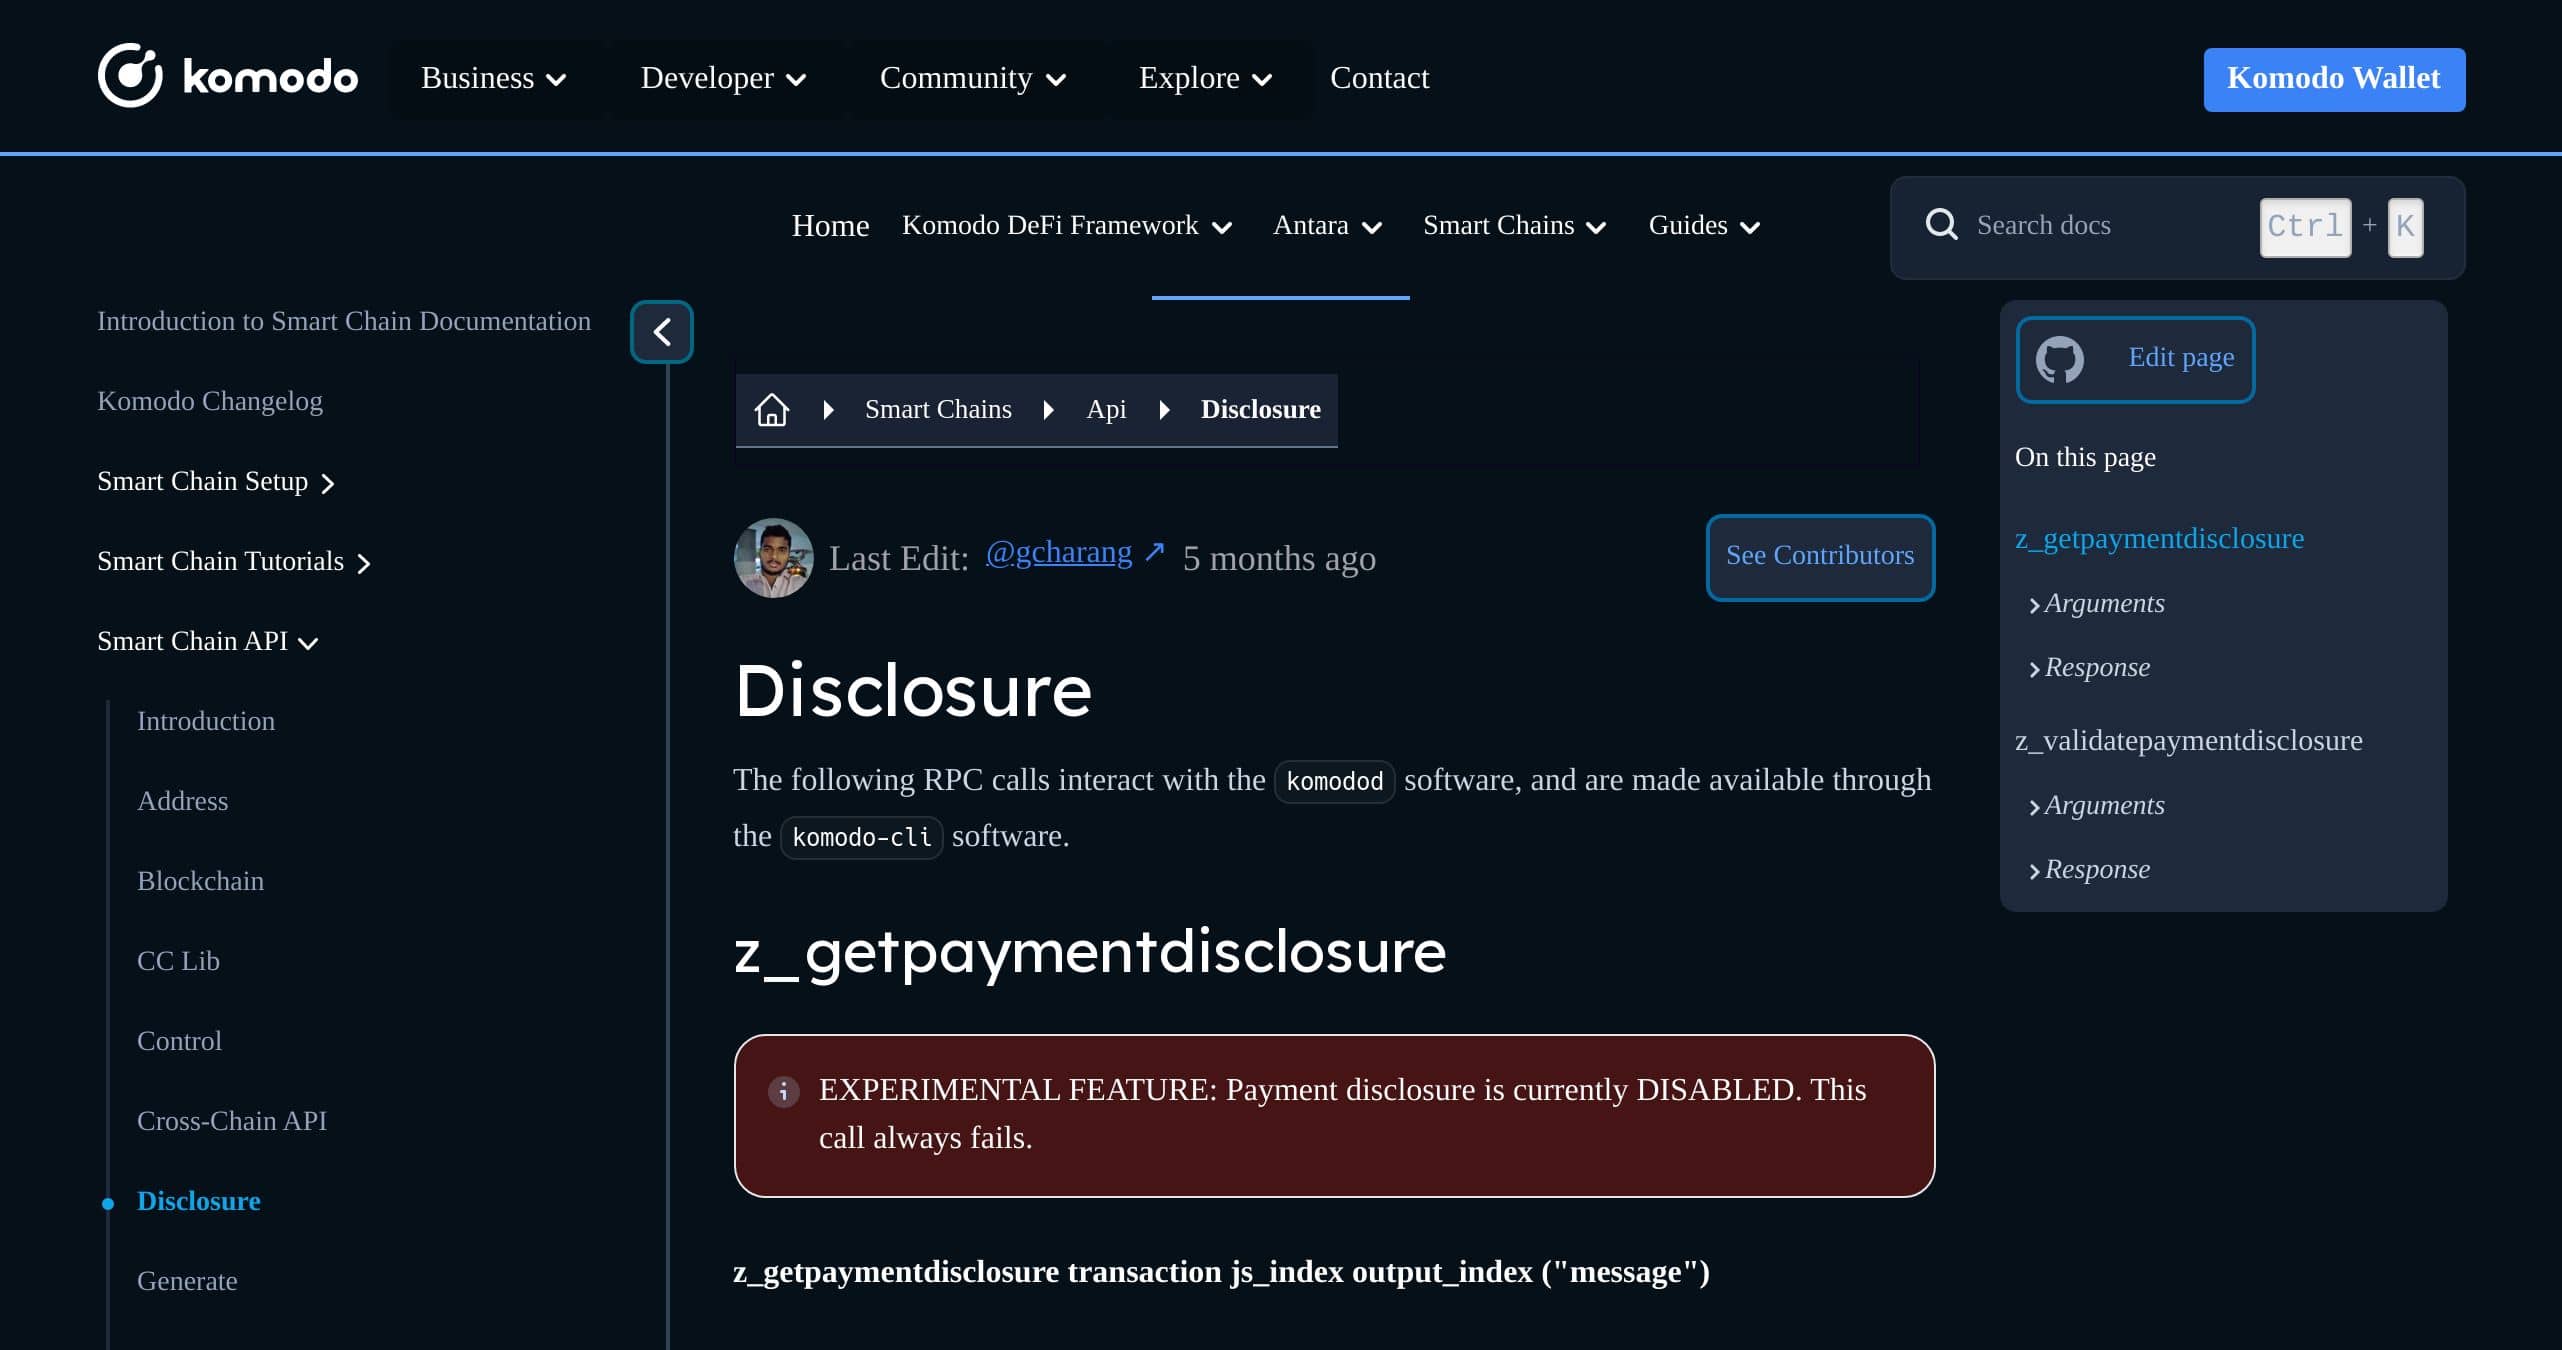 komodo
Business
Developer
Community
Explore
Contact
Komodo Wallet
Home
Komodo DeFi Framework
Antara
Smart Chains
Guides
Search docs
Ctrl + K
Introduction to Smart Chain Documentation
Komodo Changelog
Smart Chain Setup
Smart Chain Tutorials
Smart Chain API
Introduction
Address
Blockchain
CC Lib
Control
Cross-Chain API
Disclosure
Generate
Smart Chains
Api
Disclosure
Last Edit: @gcharang ↗ 5 months ago
See Contributors
Disclosure
The following RPC calls interact with the komodod software, and are made available through
the komodo-cli software.
z_getpaymentdisclosure
EXPERIMENTAL FEATURE: Payment disclosure is currently DISABLED. This
call always fails.
z_getpaymentdisclosure transaction js_index output_index ("message")
Edit page
On this page
z_getpaymentdisclosure
Arguments
Response
z_validatepaymentdisclosure
Arguments
Response